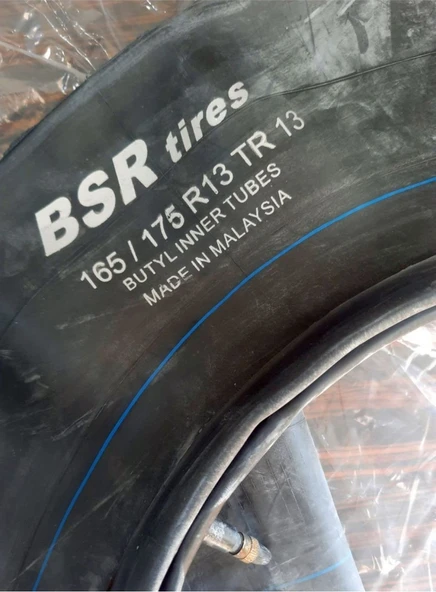 BSR tires
165 / 175 R13 TR 13
BUTYL INNER TUBES
MADE IN MALAYSIA